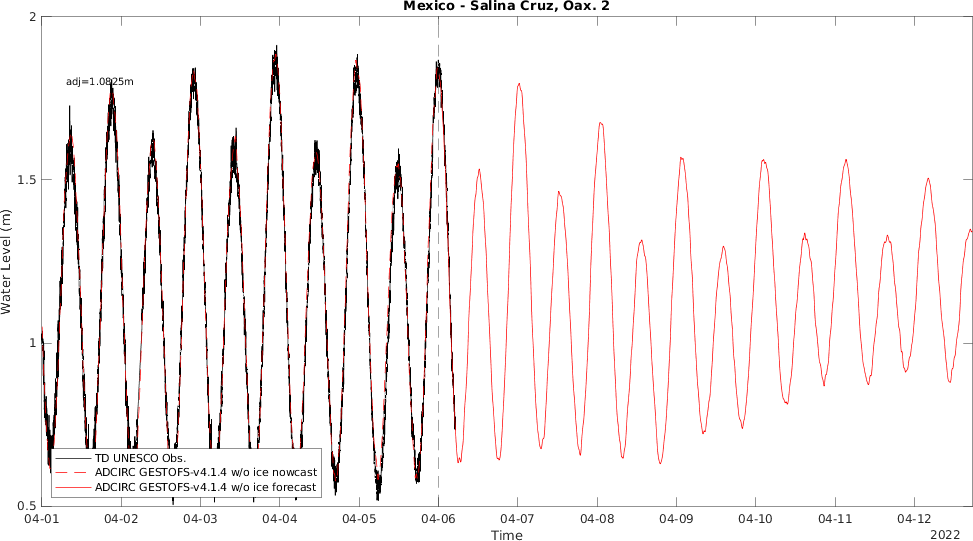 Mexico - Salina Cruz, Oax. 2
2
adj=1.0825m
1.5
Water Level (m)
1
TD UNESCO Obs.
ADCIRC GESTOFS-v4.1.4 w/o ice nowcast
ADCIRC GESTOFS-v4.1.4 w/o ice forecast
0.5
04-01 04-02 04-03 04-04 04-05 04-06 04-07 04-08 04-09 04-10 04-11 04-12
Time
2022